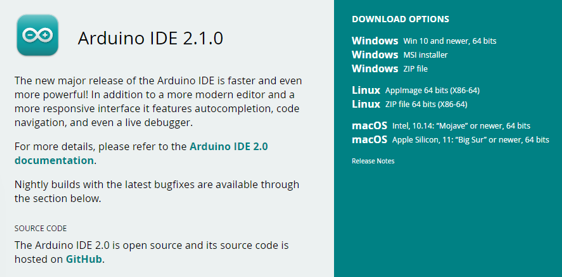 Arduino IDE 2.1.0
The new major release of the Arduino IDE is faster and even
more powerful! In addition to a more modern editor and a
more responsive interface it features autocompletion, code
navigation, and even a live debugger.
For more details, please refer to the Arduino IDE 2.0
documentation.
Nightly builds with the latest bugfixes are available through
the section below.
SOURCE CODE
The Arduino IDE 2.0 is open source and its source code is
hosted on GitHub.
DOWNLOAD OPTIONS
Windows Win 10 and newer, 64 bits
Windows MSI installer
Windows ZIP file
Linux AppImage 64 bits (X86-64)
Linux ZIP file 64 bits (X86-64)
macOS Intel, 10.14: “Mojave” or newer, 64 bits
macOS Apple Silicon, 11: “Big Sur” or newer, 64 bits
Release Notes